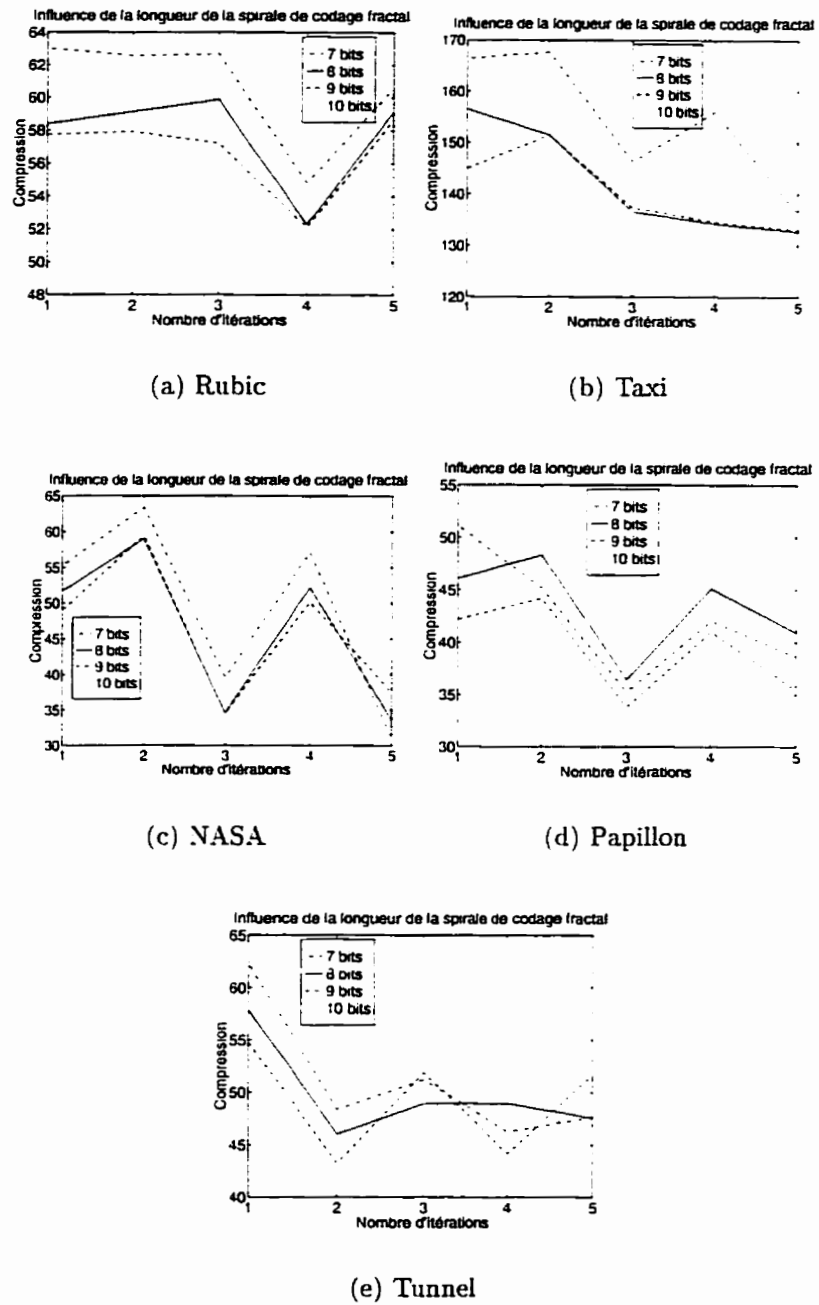 Influence de la longueur de la spirale de codage fractal
64
62
60
58
56
54
52
50
48
Compression
7 bits
8 bits
9 bits
10 bits
1 2 3 4 5
Nombre d'itérations
(a) Rubic
Influence de la longueur de la spirale de codage fractal
170
160
150
140
130
120
Compression
7 bits
8 bits
9 bits
10 bits
1 2 3 4 5
Nombre d'itérations
(b) Taxi
Influence de la longueur de la spirale de codage fractal
65
60
55
50
45
40
35
30
Compression
7 bits
8 bits
9 bits
10 bits
1 2 3 4 5
Nombre d'itérations
(c) NASA
Influence de la longueur de la spirale de codage fractal
55
50
45
40
35
30
Compression
7 bits
8 bits
9 bits
10 bits
1 2 3 4 5
Nombre d'itérations
(d) Papillon
Influence de la longueur de la spirale de codage fractal
65
60
55
50
45
40
Compression
7 bits
8 bits
9 bits
10 bits
1 2 3 4 5
Nombre d'itérations
(e) Tunnel